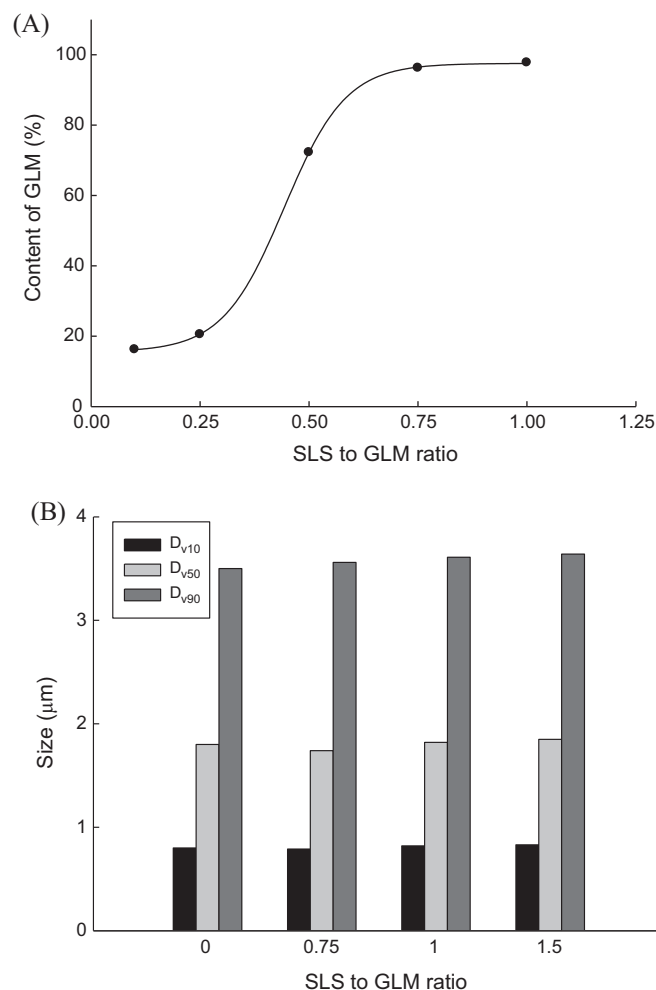 (A)
Content of GLM (%)
100
80
60
40
20
0
0.00 0.25 0.50 0.75 1.00 1.25
SLS to GLM ratio
(B)
Size (μm)
4
3
2
1
0
Dv10
Dv50
Dv90
0 0.75 1 1.5
SLS to GLM ratio